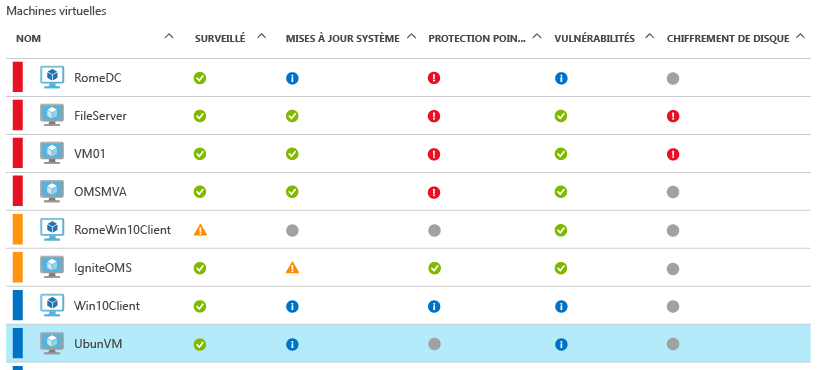 Machines virtuelles
NOM SURVEILLÉ MISES À JOUR SYSTÈME PROTECTION POIN... VULNÉRABILITÉS CHIFFREMENT DE DISQUE
RomeDC
FileServer
VM01
OMSMVA
RomeWin10Client
IgniteOMS
Win10Client
UbunVM